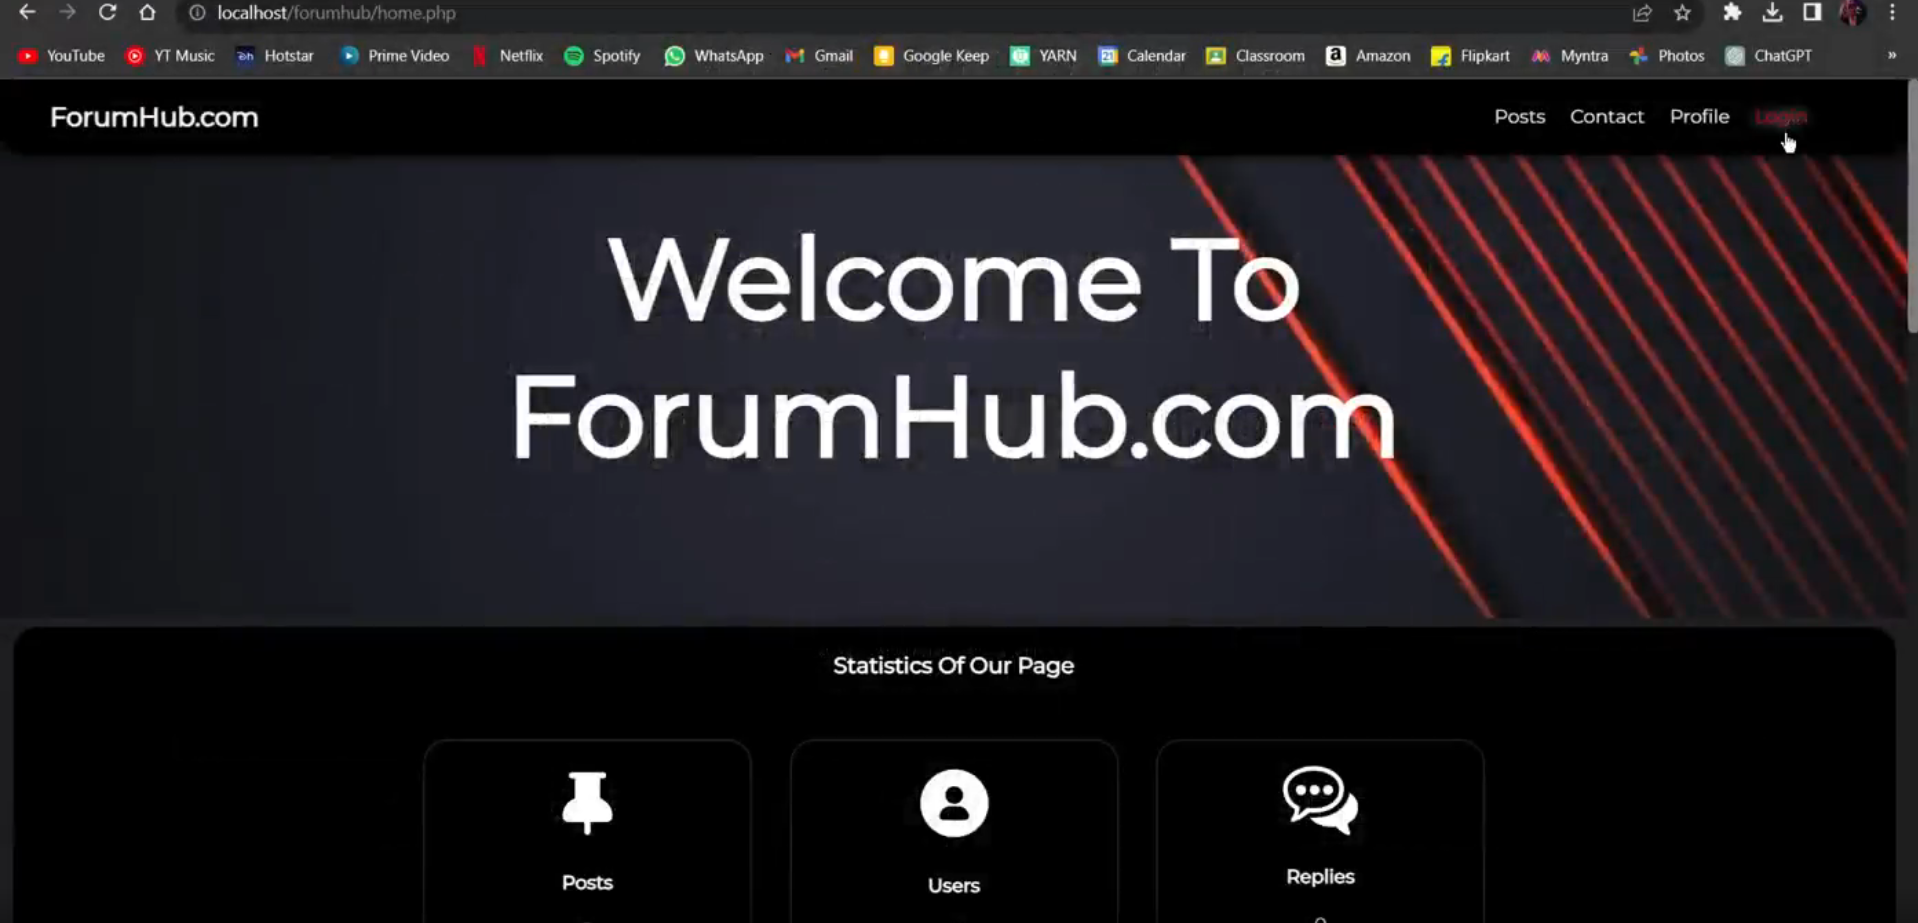 localhost/forumhub/home.php
YouTube YT Music Hotstar Prime Video Netflix Spotify WhatsApp Gmail Google Keep YARN Calendar Classroom Amazon Flipkart Myntra Photos ChatGPT »
ForumHub.com Posts Contact Profile Login
Welcome To
ForumHub.com
Statistics Of Our Page
Posts Users Replies